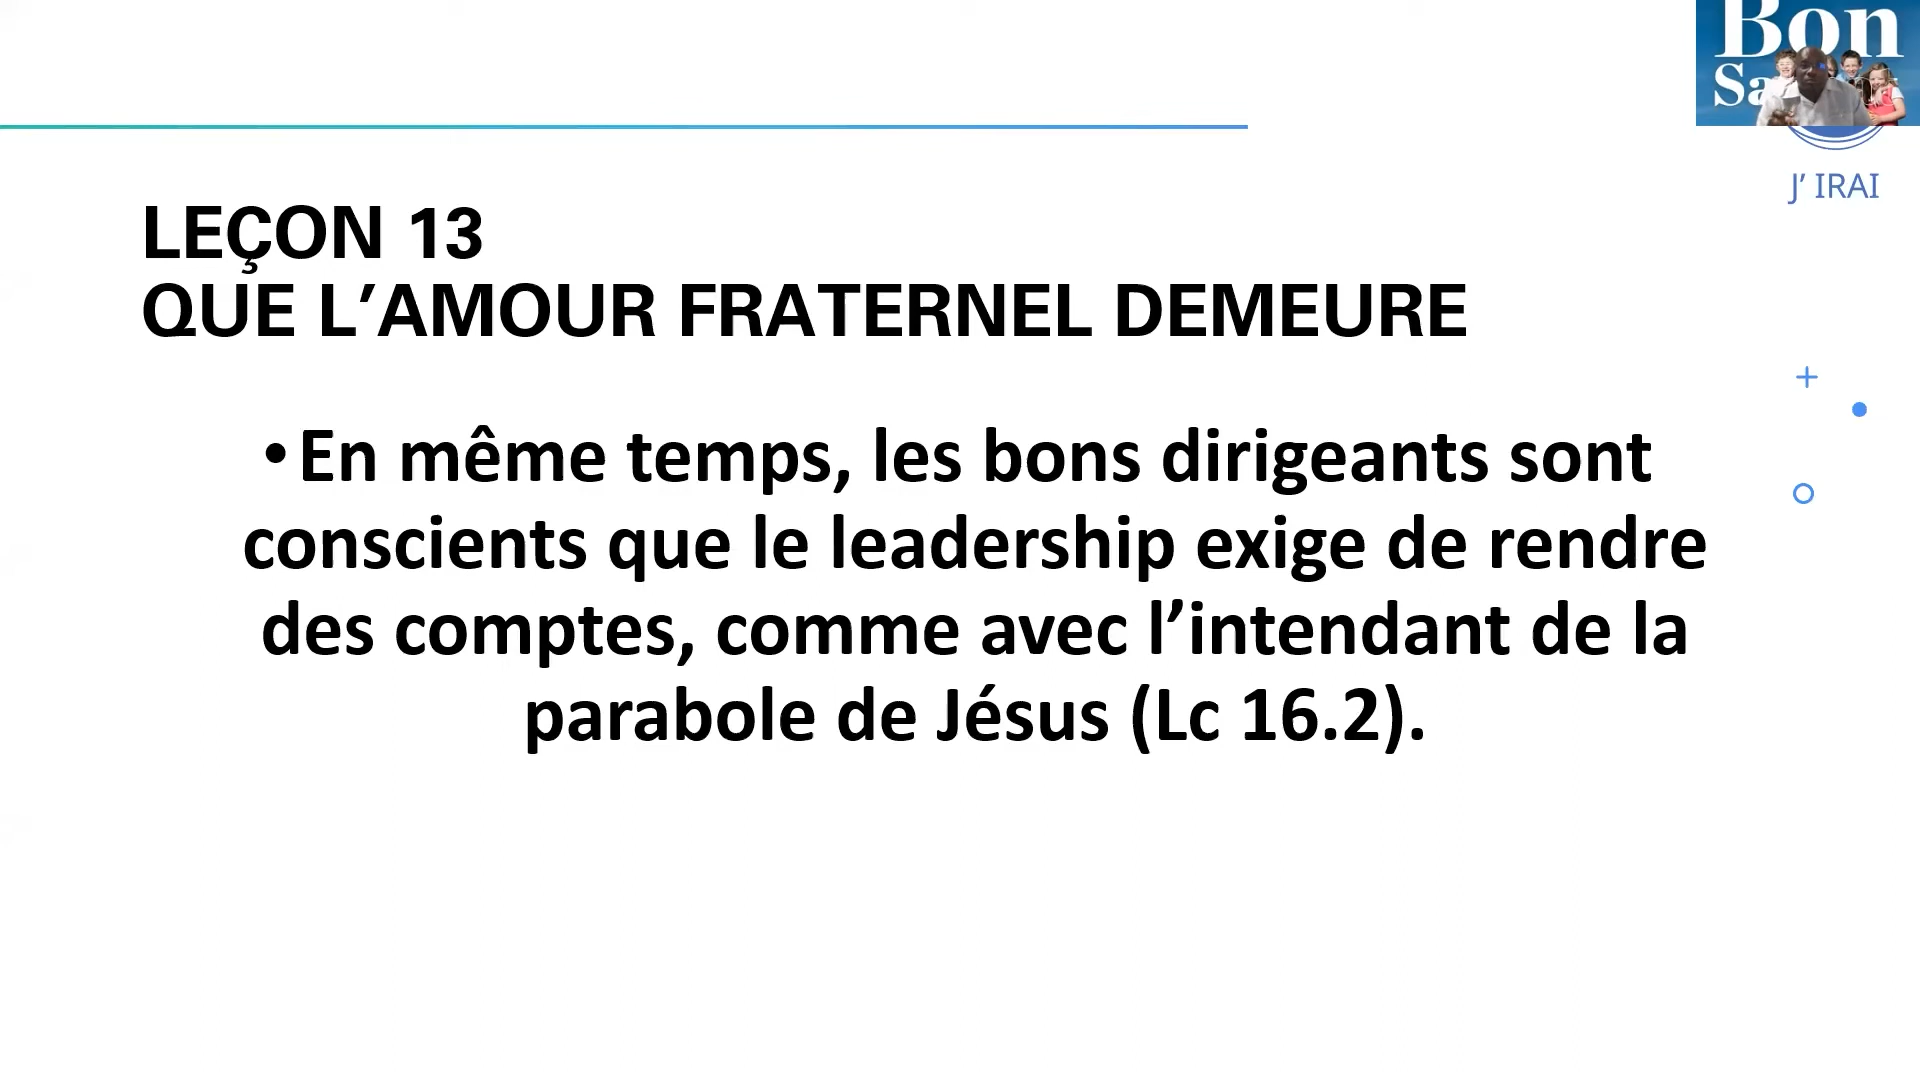 Bon
J’ IRAI
LEÇON 13
QUE L’AMOUR FRATERNEL DEMEURE
•En même temps, les bons dirigeants sont
conscients que le leadership exige de rendre
des comptes, comme avec l’intendant de la
parabole de Jésus (Lc 16.2).